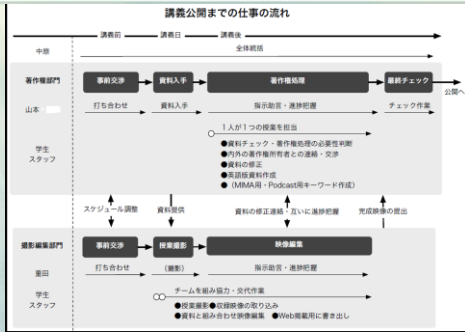 講義公開までの仕事の流れ
講義前 講義日 講義後
中原 全体統括
著作権部門 事前交渉 資料入手 著作権処理 最終チェック
公開へ
山本・ 打ち合わせ 資料入手 指示助言・進捗把握 チェック作業
学生
スタッフ
1人が1つの授業を担当
●資料チェック・著作権処理の必要性判断
●内外の著作権所有者との連絡・交渉
●資料の修正
●英語版資料作成
●（MIMA用・Podcast用キーワード作成）
スケジュール調整 資料提供 資料の修正連絡・互いに進捗把握 完成映像の提出
撮影編集部門 事前交渉 授業撮影 映像編集
重田 打ち合わせ （撮影） 指示助言・進捗把握
学生
スタッフ
チームを組み協力・交代作業
●授業撮影●収録映像の取り込み
●資料と組み合わせ映像編集 ●Web掲載用に書き出し